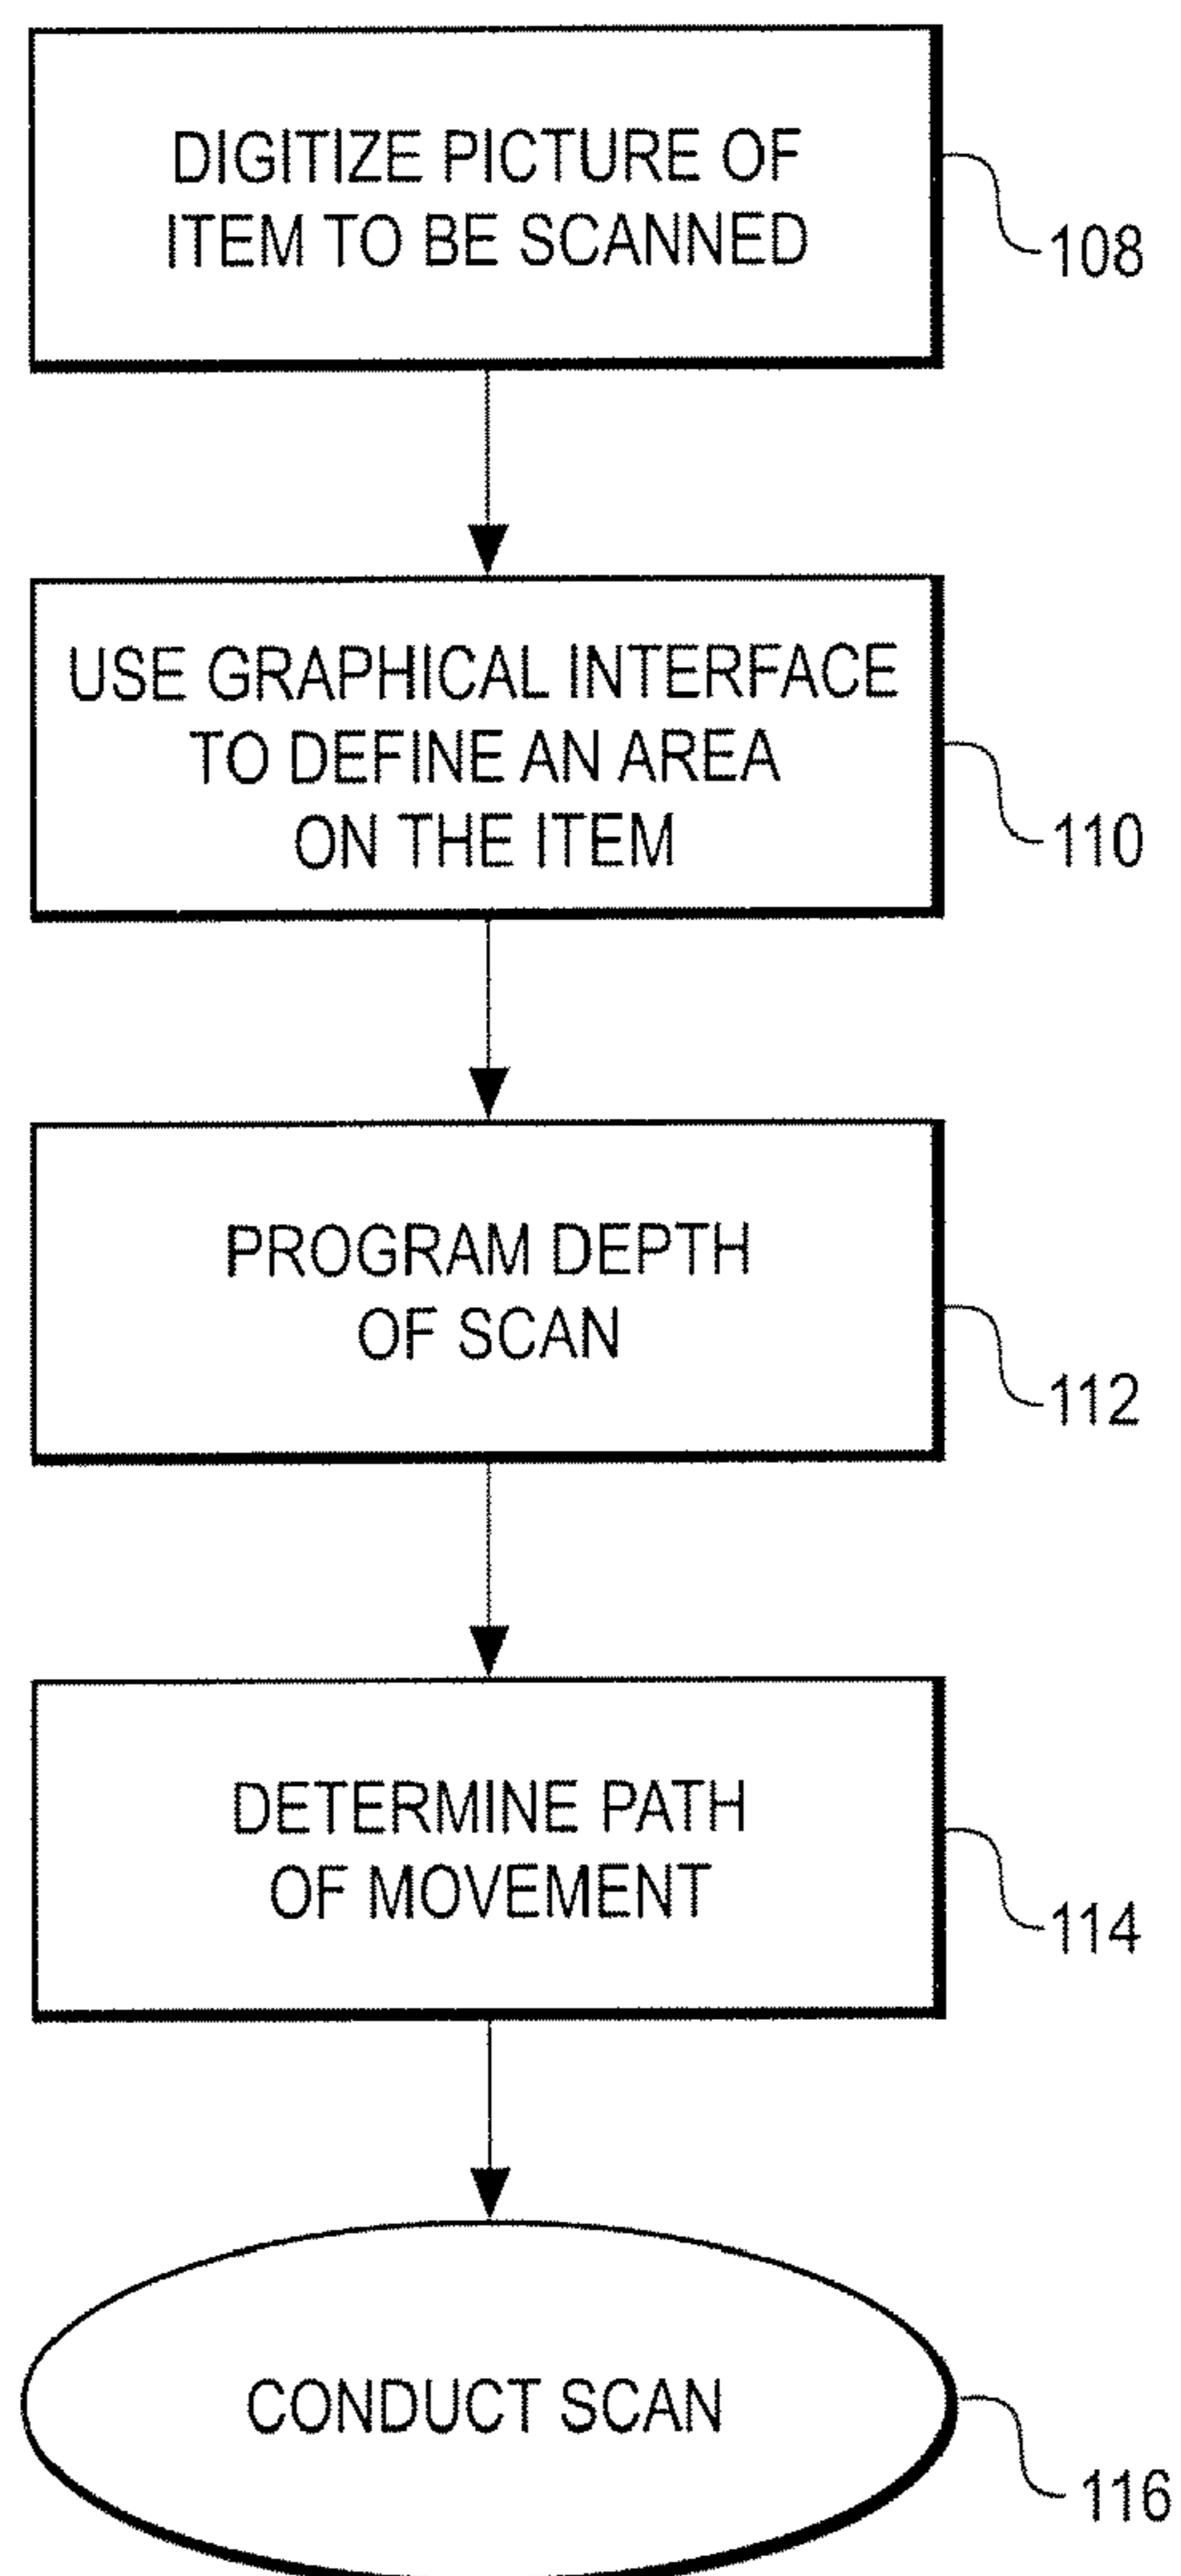 DIGITIZE PICTURE OF
ITEM TO BE SCANNED
108
USE GRAPHICAL INTERFACE
TO DEFINE AN AREA
ON THE ITEM
110
PROGRAM DEPTH
OF SCAN
112
DETERMINE PATH
OF MOVEMENT
114
CONDUCT SCAN
116